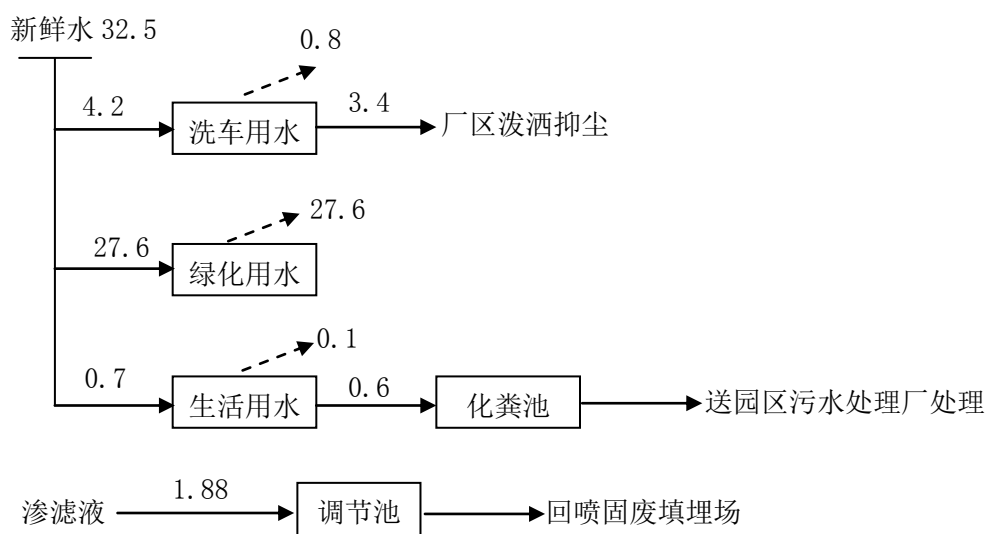 新鲜水 32.5
0.8
4.2
洗车用水
3.4
厂区泼洒抑尘
27.6
27.6
绿化用水
0.1
0.7
生活用水
0.6
化粪池
送园区污水处理厂处理
渗滤液
1.88
调节池
回喷固废填埋场